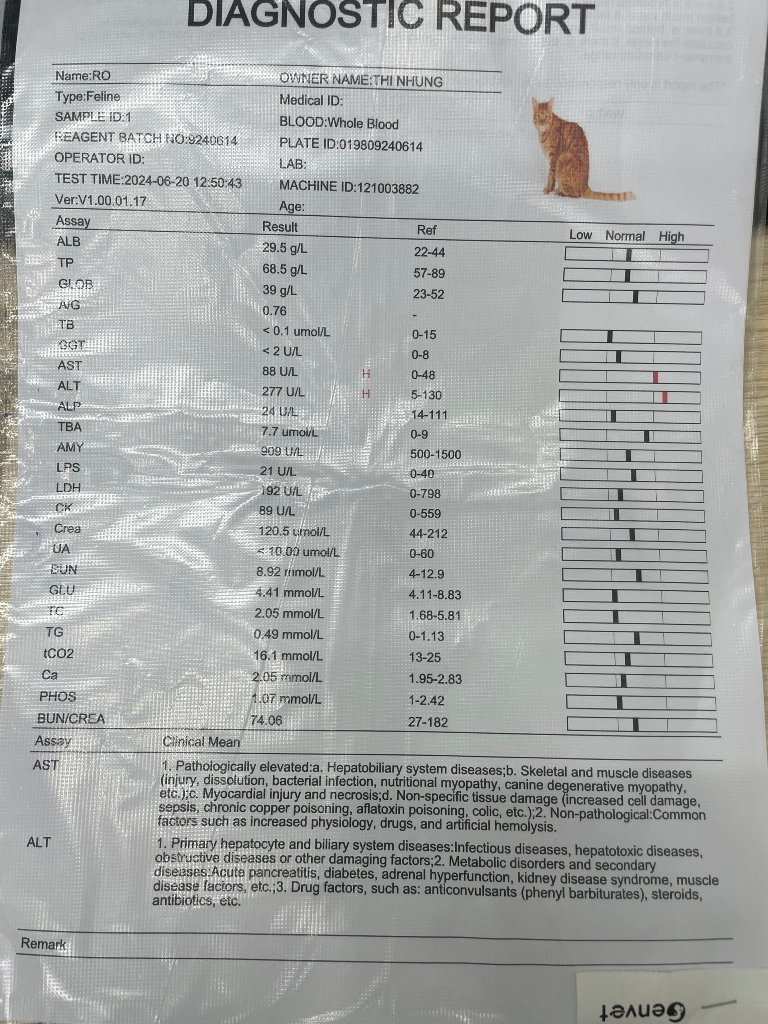 DIAGNOSTIC REPORT
Name:RO OWNER NAME:THI NHUNG
Type:Feline Medical ID:
SAMPLE ID:1 BLOOD:Whole Blood
REAGENT BATCH NO:9240614 PLATE ID:019809240614
OPERATOR ID: LAB:
TEST TIME:2024-06-20 12:50:43 MACHINE ID:121003882
Ver:V1.00.01.17 Age:
Assay Result Ref Low Normal High
ALB 29.5 g/L 22-44
TP 68.5 g/L 57-89
GLOB 39 g/L 23-52
A/G 0.76 -
TB < 0.1 umol/L 0-15
GGT < 2 U/L 0-8
AST 88 U/L H 0-48
ALT 277 U/L H 5-130
ALP 24 U/L 14-111
TBA 7.7 umol/L 0-9
AMY 909 U/L 500-1500
LPS 21 U/L 0-40
LDH 192 U/L 0-798
CK 89 U/L 0-559
Crea 120.5 umol/L 44-212
UA < 10.00 umol/L 0-60
BUN 8.92 mmol/L 4-12.9
GLU 4.41 mmol/L 4.11-8.83
TC 2.05 mmol/L 1.68-5.81
TG 0.49 mmol/L 0-1.13
tCO2 16.1 mmol/L 13-25
Ca 2.05 mmol/L 1.95-2.83
PHOS 1.07 mmol/L 1-2.42
BUN/CREA 74.06 27-182
Assay Clinical Mean
AST 1. Pathologically elevated:a. Hepatobiliary system diseases;b. Skeletal and muscle diseases
(injury, dissolution, bacterial infection, nutritional myopathy, canine degenerative myopathy,
etc.);c. Myocardial injury and necrosis;d. Non-specific tissue damage (increased cell damage,
sepsis, chronic copper poisoning, aflatoxin poisoning, colic, etc.);2. Non-pathological:Common
factors such as increased physiology, drugs, and artificial hemolysis.
ALT 1. Primary hepatocyte and biliary system diseases:Infectious diseases, hepatotoxic diseases,
obstructive diseases or other damaging factors;2. Metabolic disorders and secondary
diseases:Acute pancreatitis, diabetes, adrenal hyperfunction, kidney disease syndrome, muscle
disease factors, etc.;3. Drug factors, such as: anticonvulsants (phenyl barbiturates), steroids,
antibiotics, etc.
Remark
Genvet